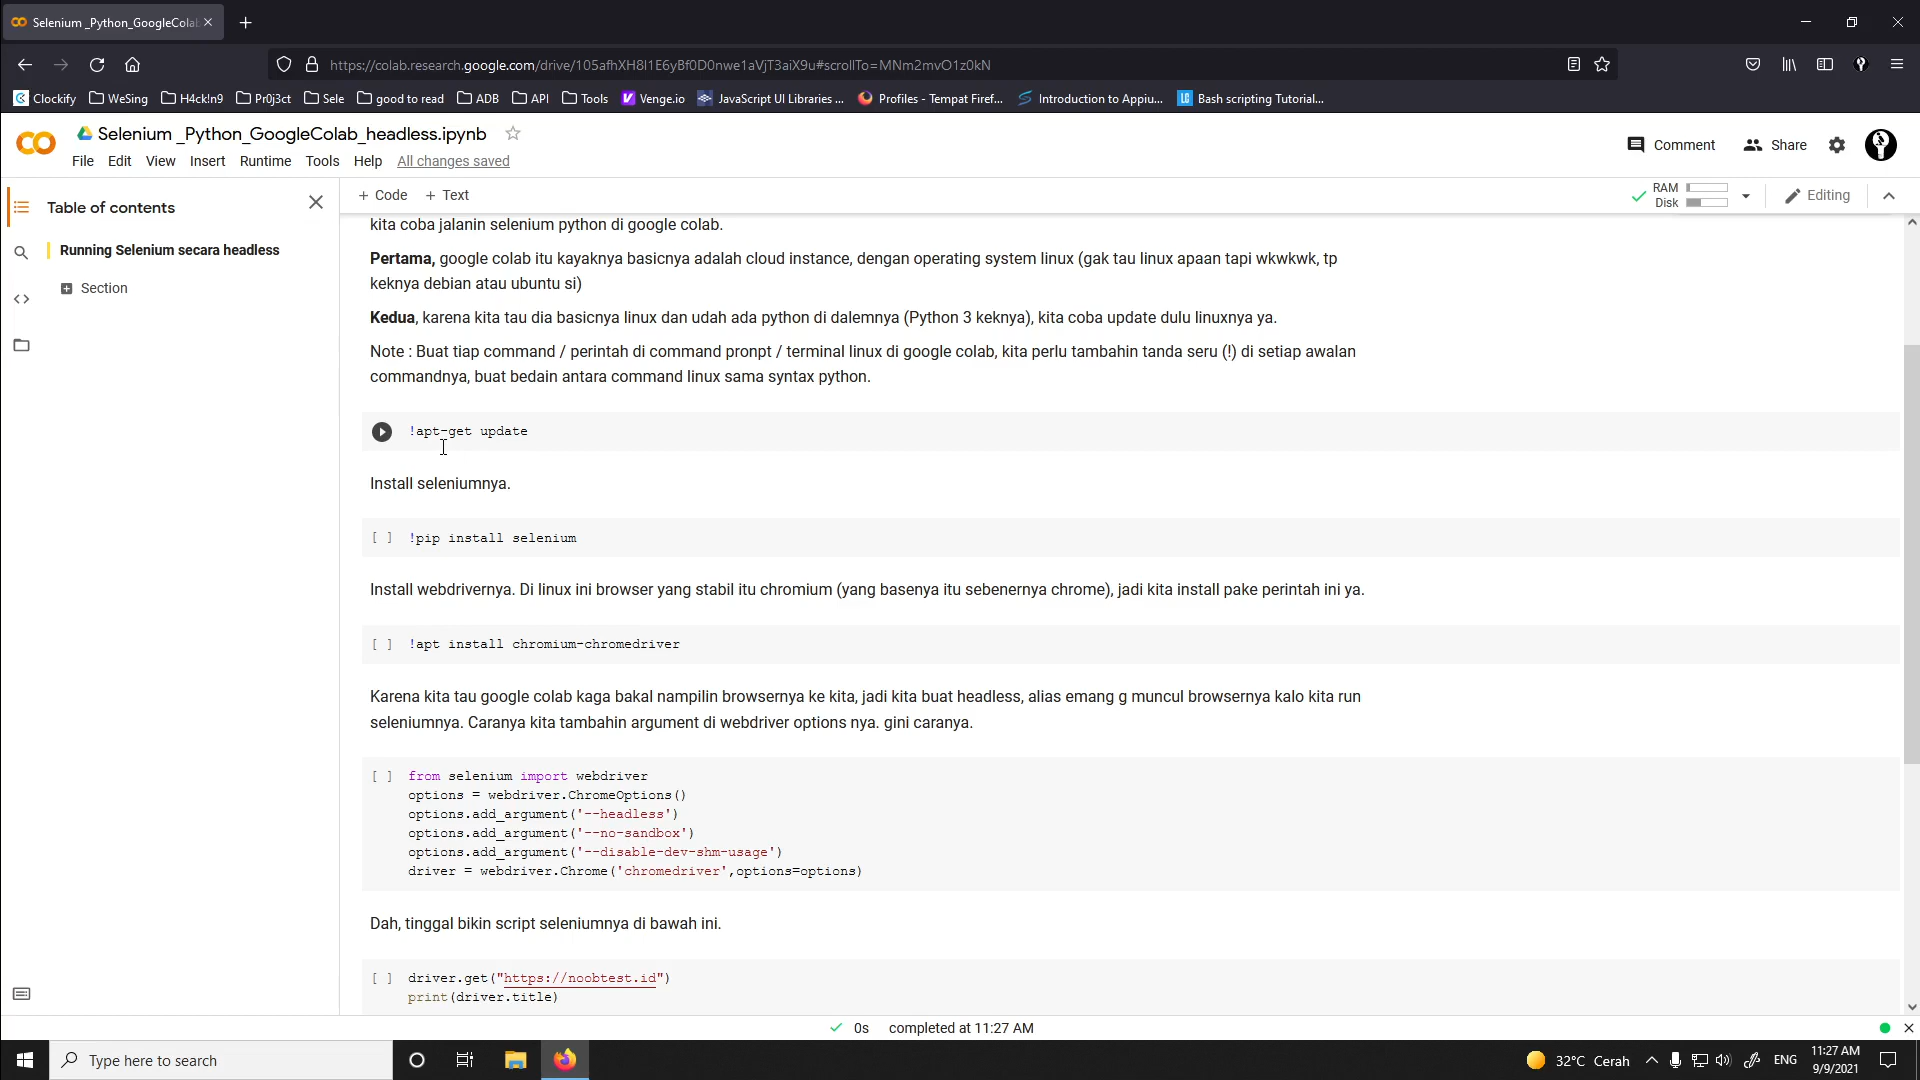 Selenium _Python_GoogleCola
https://colab.research.google.com/drive/105afhXH8l1E6yBf0D0nwe1aVjT3aiX9u#scrollTo=MNm2mvO1z0kN
Clockify WeSing H4ck!n9 Pr0j3ct Sele good to read ADB API Tools Venge.io JavaScript UI Libraries ... Profiles - Tempat Firef... Introduction to Appiu... Bash scripting Tutorial...
Selenium _Python_GoogleColab_headless.ipynb
File Edit View Insert Runtime Tools Help All changes saved
Comment Share
Table of contents
Running Selenium secara headless
Section
+ Code + Text
RAM
Disk
Editing
kita coba jalanin selenium python di google colab.
Pertama, google colab itu kayaknya basicnya adalah cloud instance, dengan operating system linux (gak tau linux apaan tapi wkwkwk, tp
keknya debian atau ubuntu si)
Kedua, karena kita tau dia basicnya linux dan udah ada python di dalemnya (Python 3 keknya), kita coba update dulu linuxnya ya.
Note : Buat tiap command / perintah di command pronpt / terminal linux di google colab, kita perlu tambahin tanda seru (!) di setiap awalan
commandnya, buat bedain antara command linux sama syntax python.
!apt-get update
Install seleniumnya.
[ ] !pip install selenium
Install webdrivernya. Di linux ini browser yang stabil itu chromium (yang basenya itu sebenernya chrome), jadi kita install pake perintah ini ya.
[ ] !apt install chromium-chromedriver
Karena kita tau google colab kaga bakal nampilin browsernya ke kita, jadi kita buat headless, alias emang g muncul browsernya kalo kita run
seleniumnya. Caranya kita tambahin argument di webdriver options nya. gini caranya.
[ ] from selenium import webdriver
options = webdriver.ChromeOptions()
options.add_argument('--headless')
options.add_argument('--no-sandbox')
options.add_argument('--disable-dev-shm-usage')
driver = webdriver.Chrome('chromedriver',options=options)
Dah, tinggal bikin script seleniumnya di bawah ini.
[ ] driver.get("https://noobtest.id")
print(driver.title)
0s completed at 11:27 AM
Type here to search
32°C Cerah
ENG
11:27 AM
9/9/2021